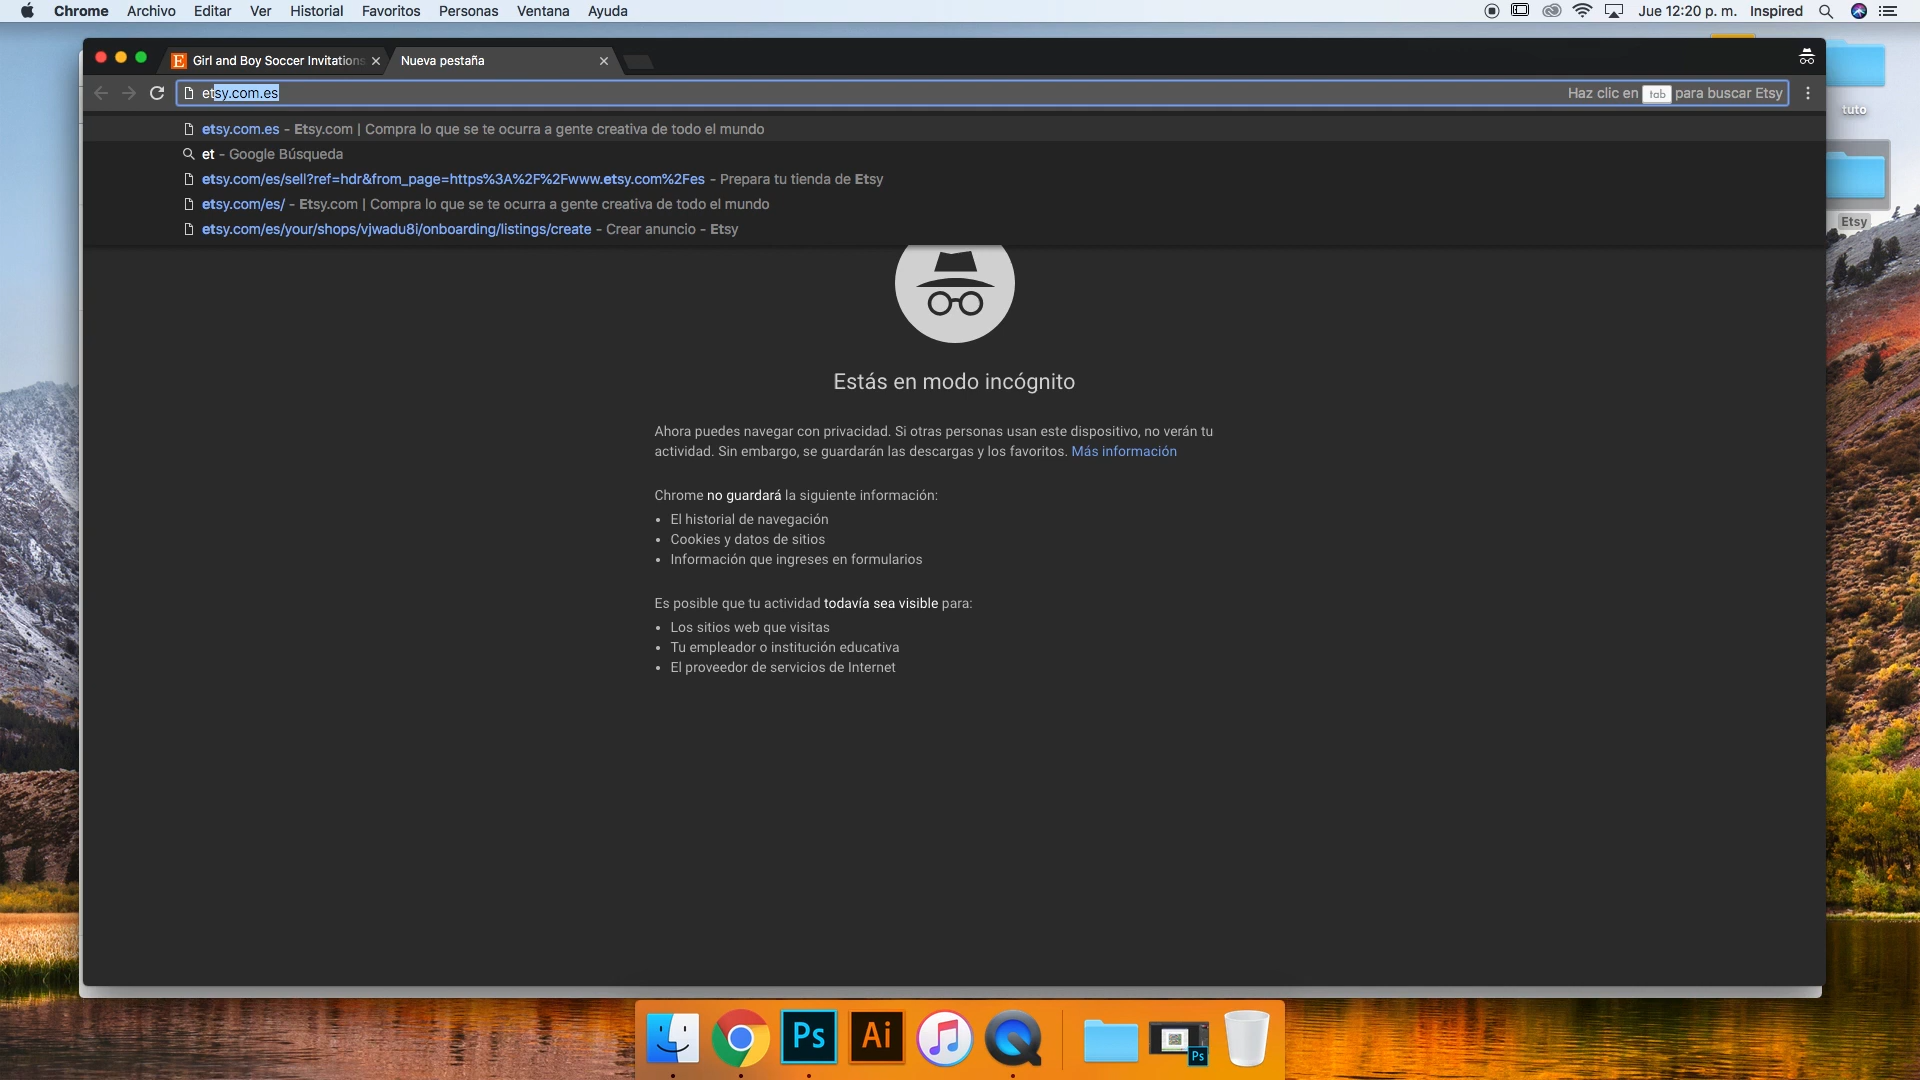 Chrome Archivo Editar Ver Historial Favoritos Personas Ventana Ayuda Jue 12:20 p. m. Inspired
Girl and Boy Soccer Invitations Nueva pestaña
etsy.com.es Haz clic en tab para buscar Etsy
etsy.com.es - Etsy.com | Compra lo que se te ocurra a gente creativa de todo el mundo
et - Google Búsqueda
etsy.com/es/sell?ref=hdr&from_page=https%3A%2F%2Fwww.etsy.com%2Fes - Prepara tu tienda de Etsy
etsy.com/es/ - Etsy.com | Compra lo que se te ocurra a gente creativa de todo el mundo
etsy.com/es/your/shops/vjwadu8i/onboarding/listings/create - Crear anuncio - Etsy
tuto
Etsy
Estás en modo incógnito
Ahora puedes navegar con privacidad. Si otras personas usan este dispositivo, no verán tu
actividad. Sin embargo, se guardarán las descargas y los favoritos. Más información
Chrome no guardará la siguiente información:
• El historial de navegación
• Cookies y datos de sitios
• Información que ingreses en formularios
Es posible que tu actividad todavía sea visible para:
• Los sitios web que visitas
• Tu empleador o institución educativa
• El proveedor de servicios de Internet
Ps Ai Ps